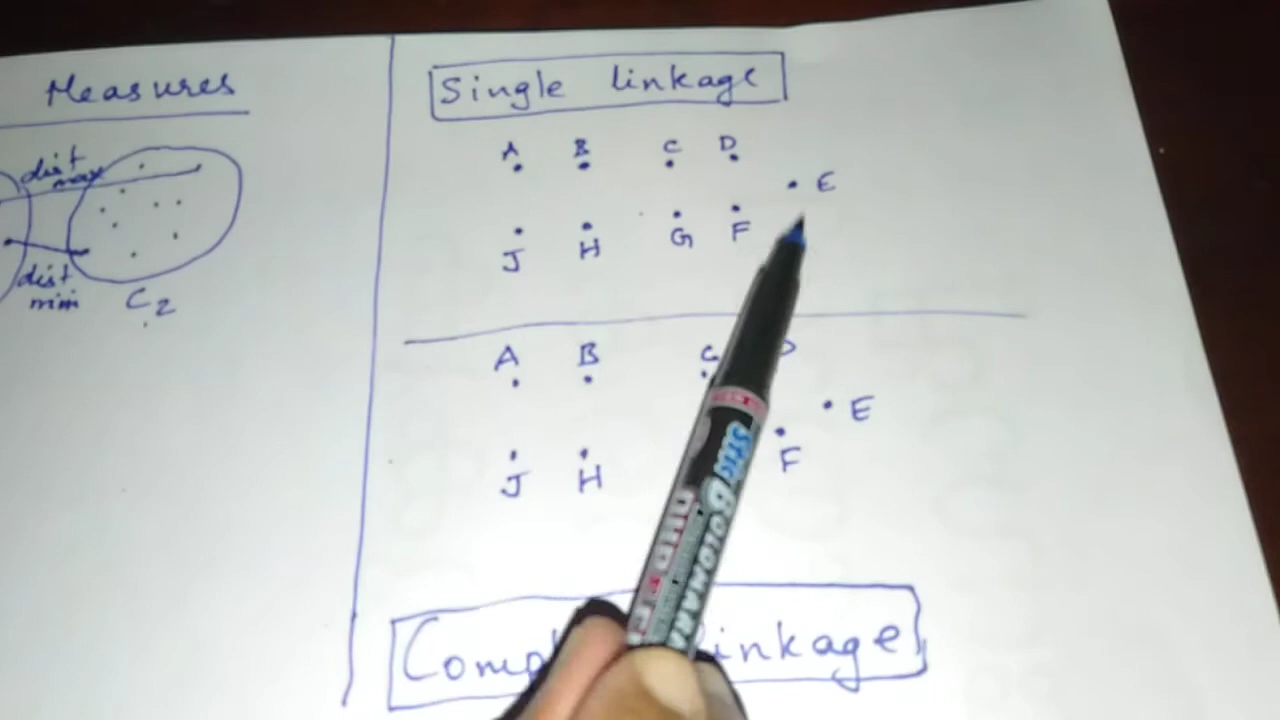 Measures
dist
max
dist
min
C2
Single linkage
A B C D
E
J H G F
A B C
E
J H F
linkage